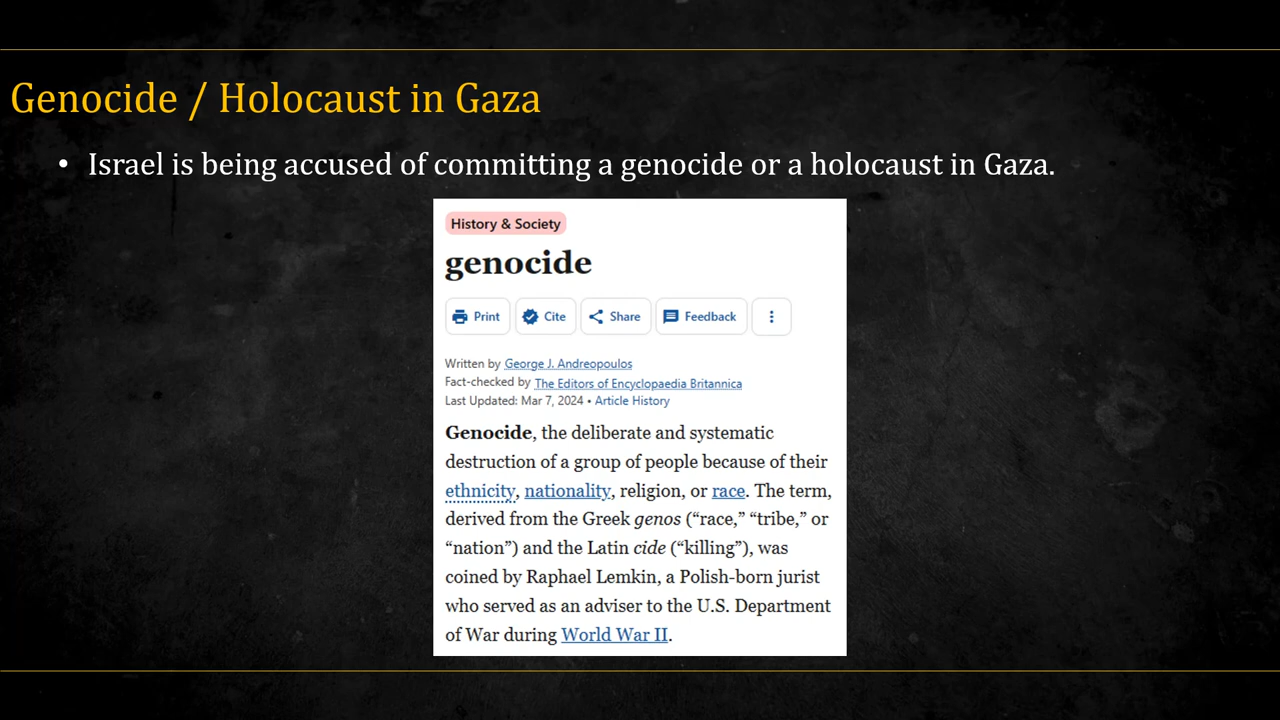 Genocide / Holocaust in Gaza
• Israel is being accused of committing a genocide or a holocaust in Gaza.
History & Society
genocide
Print Cite Share Feedback
Written by George J. Andreopoulos
Fact-checked by The Editors of Encyclopaedia Britannica
Last Updated: Mar 7, 2024 • Article History
Genocide, the deliberate and systematic
destruction of a group of people because of their
ethnicity, nationality, religion, or race. The term,
derived from the Greek genos (“race,” “tribe,” or
“nation”) and the Latin cide (“killing”), was
coined by Raphael Lemkin, a Polish-born jurist
who served as an adviser to the U.S. Department
of War during World War II.